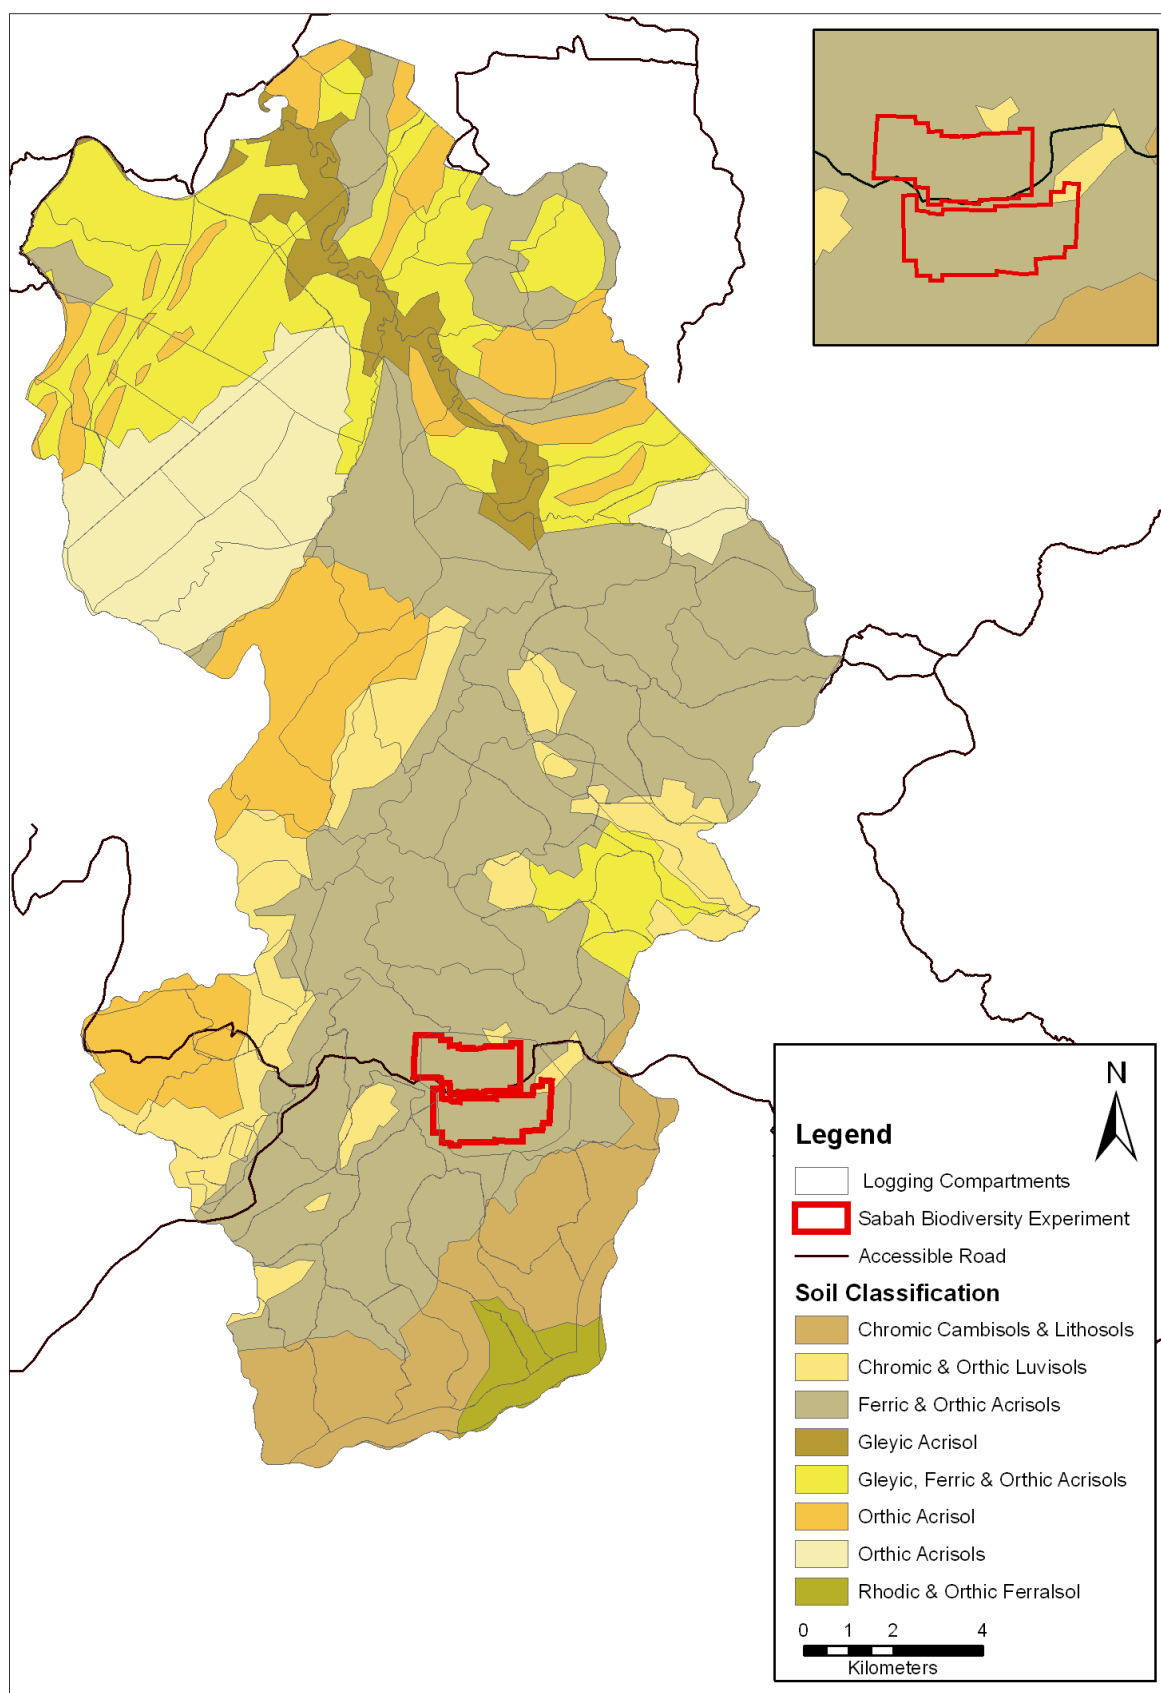 N
Legend
Logging Compartments
Sabah Biodiversity Experiment
Accessible Road
Soil Classification
Chromic Cambisols & Lithosols
Chromic & Orthic Luvisols
Ferric & Orthic Acrisols
Gleyic Acrisol
Gleyic, Ferric & Orthic Acrisols
Orthic Acrisol
Orthic Acrisols
Rhodic & Orthic Ferralsol
0 1 2 4
Kilometers